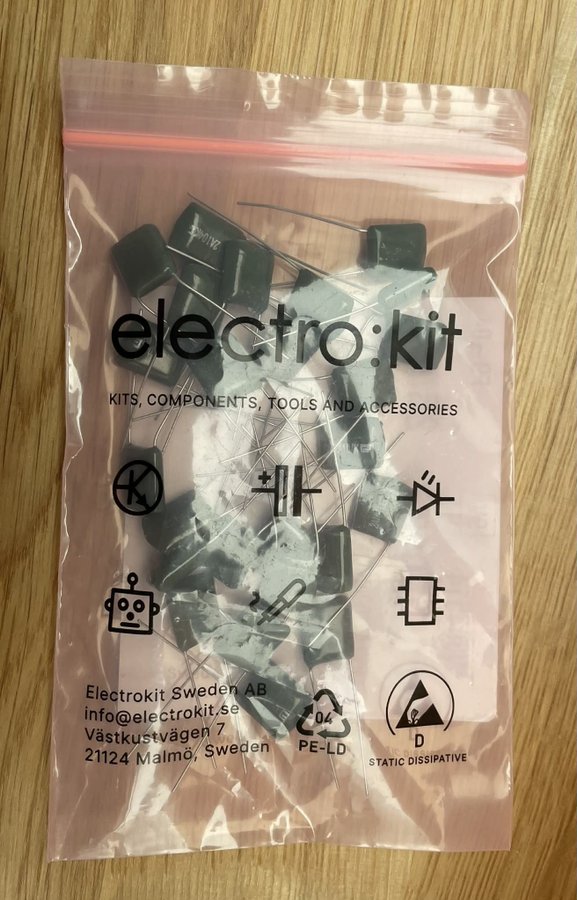 2A104J
electro:kit
KITS, COMPONENTS, TOOLS AND ACCESSORIES
Electrokit Sweden AB
info@electrokit.se
Västkustvägen 7
21124 Malmö, Sweden
04
PE-LD
D
STATIC DISSIPATIVE